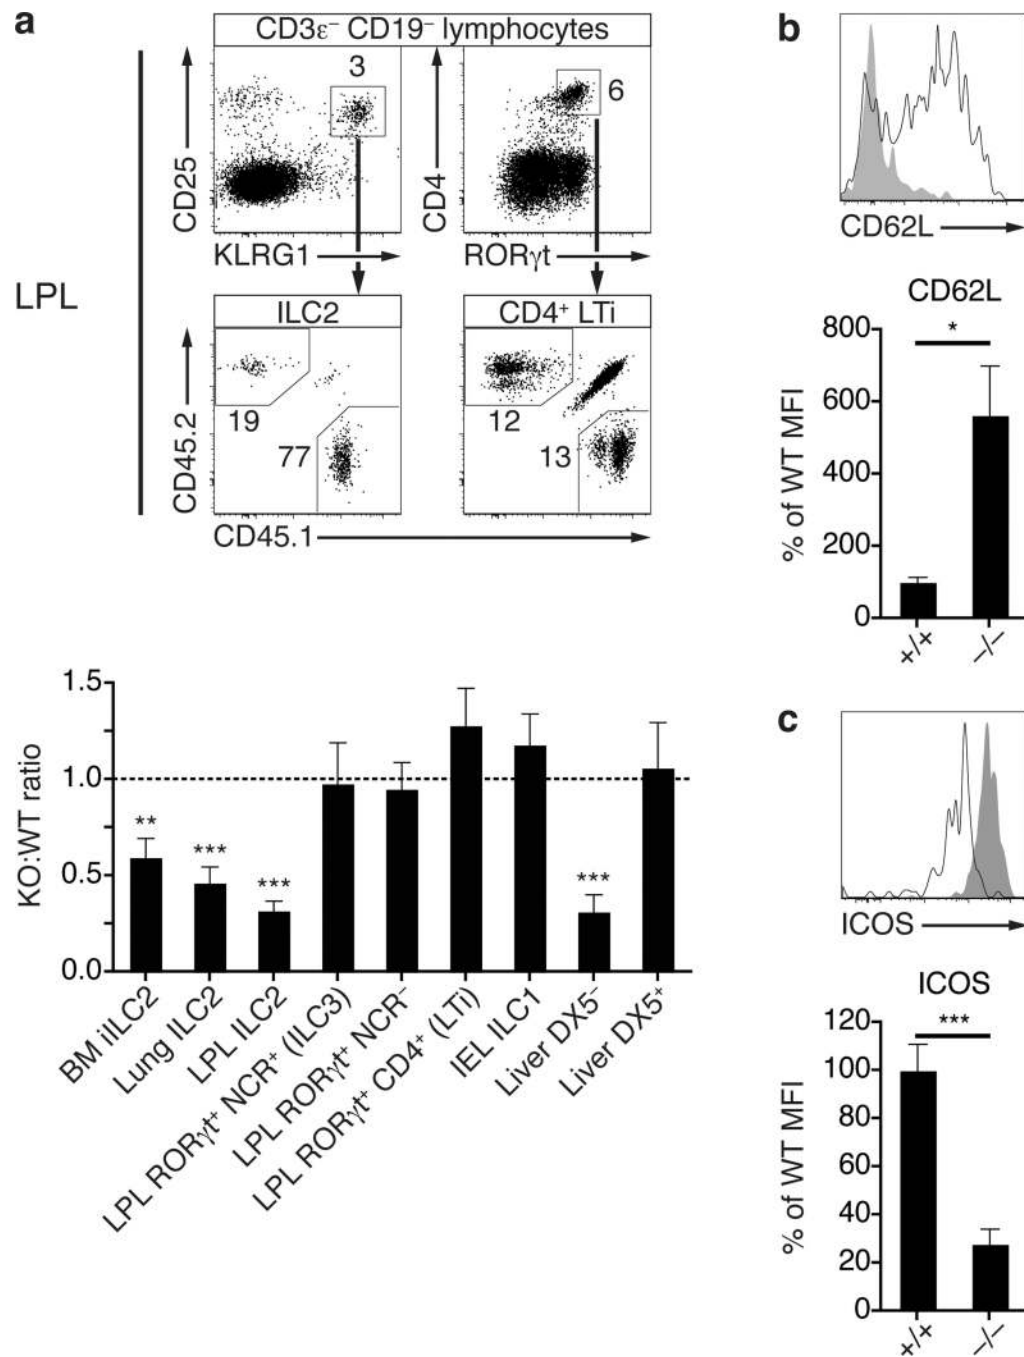 a
CD3ε⁻ CD19⁻ lymphocytes
3
6
CD25
CD4
KLRG1
RORγt
LPL
ILC2
CD4⁺ LTi
19
77
12
13
CD45.2
CD45.1
KO:WT ratio
1.5
1.0
0.5
0.0
**
***
***
***
BM iILC2
Lung ILC2
LPL ILC2
LPL RORγt⁺ NCR⁺ (ILC3)
LPL RORγt⁺ NCR⁻
LPL RORγt⁺ CD4⁺ (LTi)
IEL ILC1
Liver DX5⁻
Liver DX5⁺
b
CD62L
CD62L
% of WT MFI
800
600
400
200
0
*
+/+
–/–
c
ICOS
ICOS
% of WT MFI
120
100
80
60
40
20
0
***
+/+
–/–